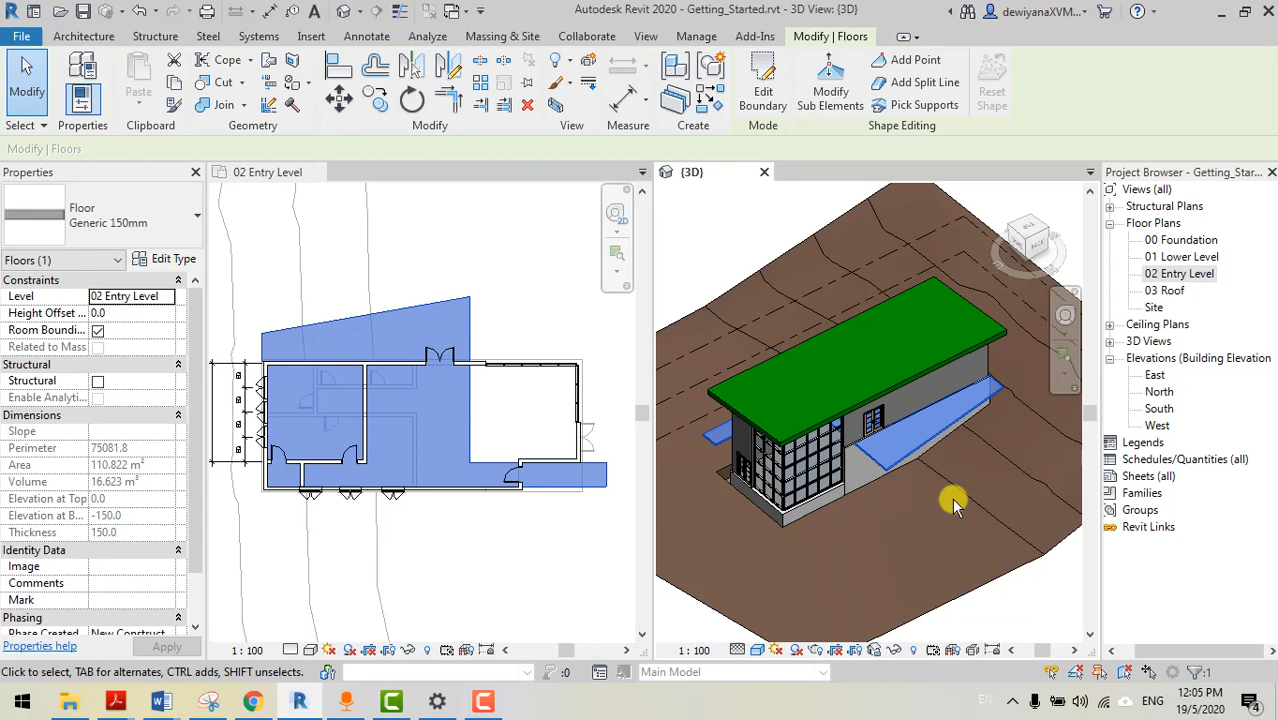 Autodesk Revit 2020 - Getting_Started.rvt - 3D View: {3D}
dewiyanaXVM...
File Architecture Structure Steel Systems Insert Annotate Analyze Massing & Site Collaborate View Manage Add-Ins Modify | Floors
Modify
Paste
Cope
Cut
Join
Edit Boundary
Modify Sub Elements
Add Point
Add Split Line
Pick Supports
Reset Shape
Select Properties Clipboard Geometry Modify View Measure Create Mode Shape Editing
Modify | Floors
Properties
02 Entry Level
{3D}
Project Browser - Getting_Star...
Floor
Generic 150mm
Floors (1)
Edit Type
Constraints
Level 02 Entry Level
Height Offset ... 0.0
Room Boundi...
Related to Mass
Structural
Structural
Enable Analyti...
Dimensions
Slope
Perimeter 75081.8
Area 110.822 m²
Volume 16.623 m³
Elevation at Top 0.0
Elevation at B... -150.0
Thickness 150.0
Identity Data
Image
Comments
Mark
Phasing
Phase Created New Construct
Properties help
Apply
2D
BACK
Views (all)
Structural Plans
Floor Plans
00 Foundation
01 Lower Level
02 Entry Level
03 Roof
Site
Ceiling Plans
3D Views
Elevations (Building Elevation
East
North
South
West
Legends
Schedules/Quantities (all)
Sheets (all)
Families
Groups
Revit Links
1 : 100
1 : 100
Click to select, TAB for alternates, CTRL adds, SHIFT unselects.
:0
Main Model
:1
ENG
12:05 PM
19/5/2020
4